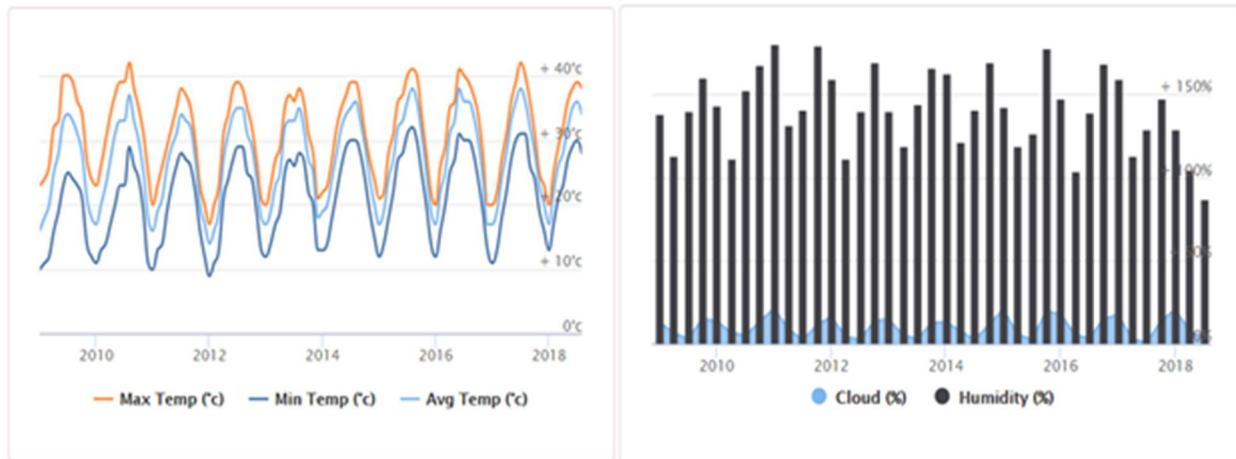 + 40°c
+ 30°c
+ 20°c
+ 10°c
0°c
2010 2012 2014 2016 2018
Max Temp (°c) Min Temp (°c) Avg Temp (°c)
+ 150%
+ 100%
2010 2012 2014 2016 2018
Cloud (%) Humidity (%)